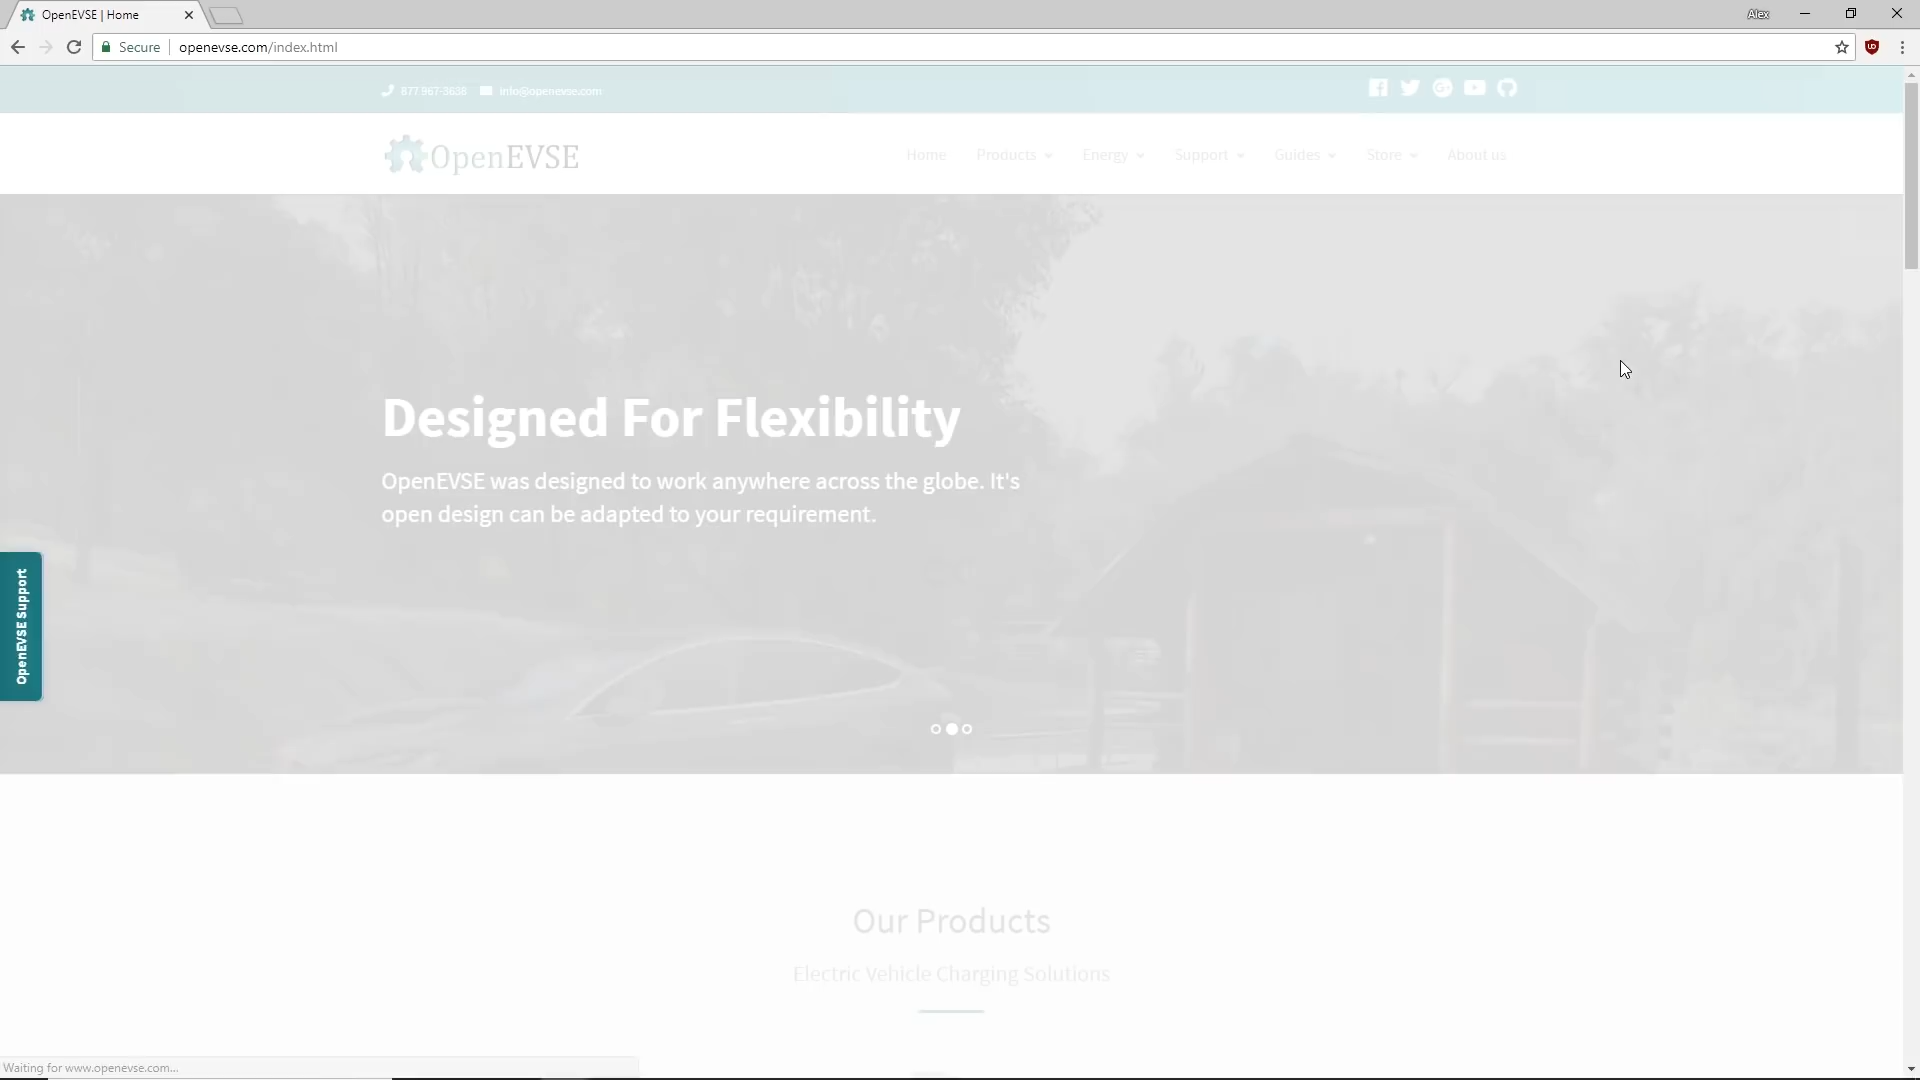 OpenEVSE | Home
Alex
Secure
openevse.com/index.html
877 967-3638
info@openevse.com
OpenEVSE
Home
Products
Energy
Support
Guides
Store
About us
Designed For Flexibility
OpenEVSE was designed to work anywhere across the globe. It's
open design can be adapted to your requirement.
OpenEVSE Support
Our Products
Electric Vehicle Charging Solutions
Waiting for www.openevse.com...